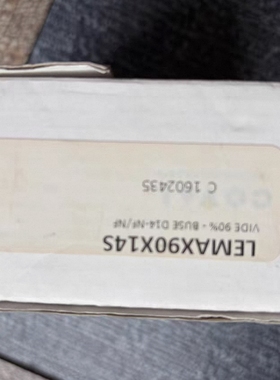 LEMAX90X14S
VIDE 90% - BUSE D14-NF/NF
C 1602435